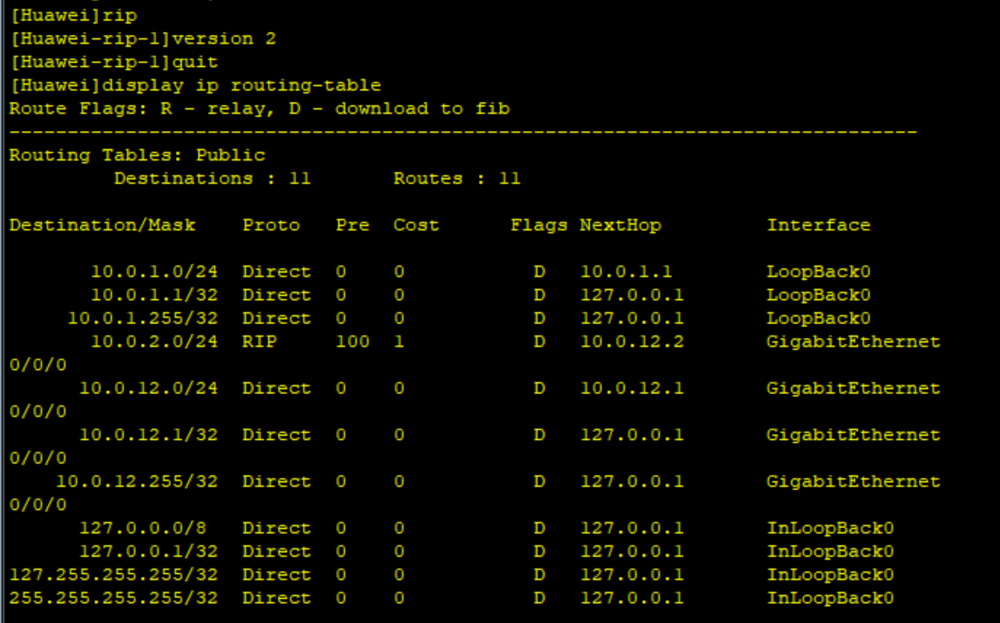 [Huawei]rip
[Huawei-rip-1]version 2
[Huawei-rip-1]quit
[Huawei]display ip routing-table
Route Flags: R - relay, D - download to fib
------------------------------------------------------------------------------
Routing Tables: Public
         Destinations : 11       Routes : 11

Destination/Mask    Proto   Pre  Cost      Flags NextHop         Interface

       10.0.1.0/24  Direct  0    0           D   10.0.1.1        LoopBack0
       10.0.1.1/32  Direct  0    0           D   127.0.0.1       LoopBack0
     10.0.1.255/32  Direct  0    0           D   127.0.0.1       LoopBack0
       10.0.2.0/24  RIP     100  1           D   10.0.12.2       GigabitEthernet
0/0/0
      10.0.12.0/24  Direct  0    0           D   10.0.12.1       GigabitEthernet
0/0/0
      10.0.12.1/32  Direct  0    0           D   127.0.0.1       GigabitEthernet
0/0/0
    10.0.12.255/32  Direct  0    0           D   127.0.0.1       GigabitEthernet
0/0/0
      127.0.0.0/8   Direct  0    0           D   127.0.0.1       InLoopBack0
      127.0.0.1/32  Direct  0    0           D   127.0.0.1       InLoopBack0
127.255.255.255/32  Direct  0    0           D   127.0.0.1       InLoopBack0
255.255.255.255/32  Direct  0    0           D   127.0.0.1       InLoopBack0